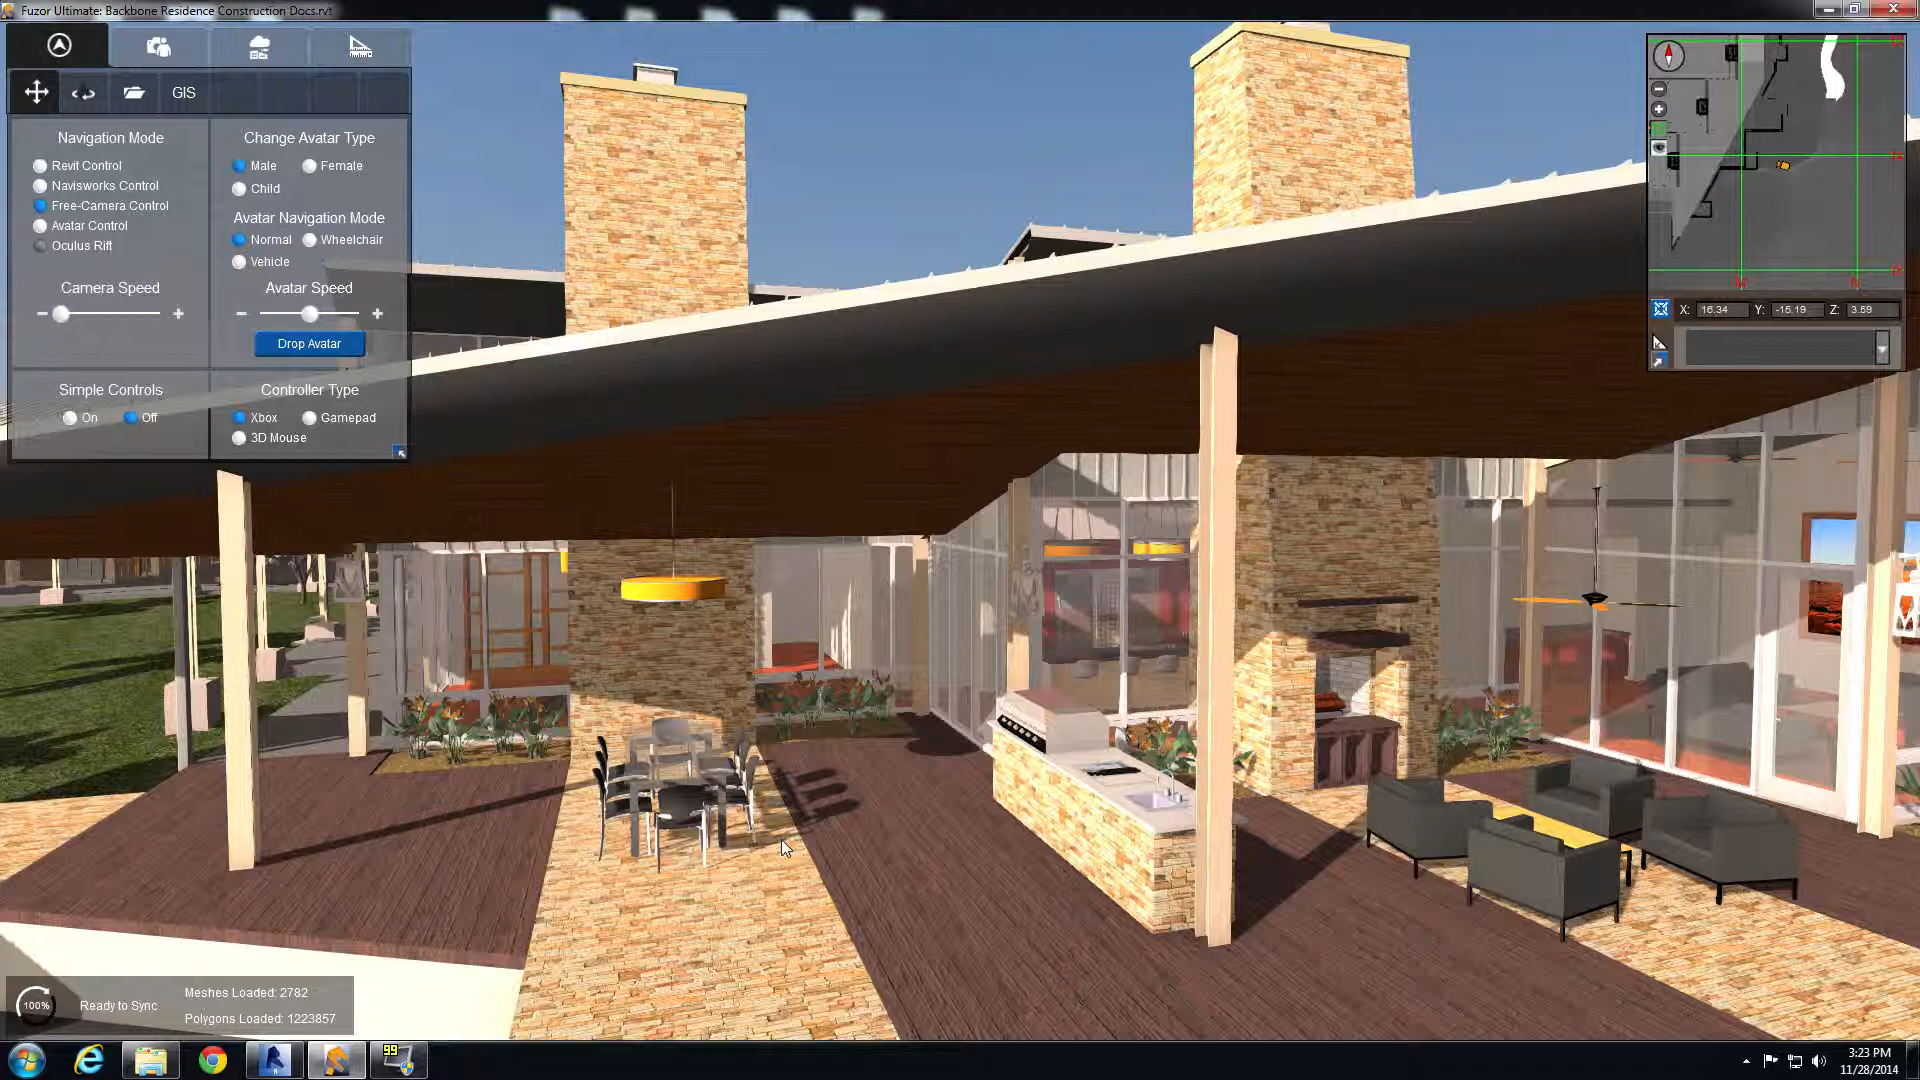 Fuzor Ultimate: Backbone Residence Construction Docs.rvt
GIS
Navigation Mode
Revit Control
Navisworks Control
Free-Camera Control
Avatar Control
Oculus Rift
Camera Speed
Change Avatar Type
Male
Female
Child
Avatar Navigation Mode
Normal
Wheelchair
Vehicle
Avatar Speed
Drop Avatar
Simple Controls
On
Off
Controller Type
Xbox
Gamepad
3D Mouse
X: 16.34 Y: -15.19 Z: 3.59
100%
Ready to Sync
Meshes Loaded: 2782
Polygons Loaded: 1223857
99
3:23 PM
11/28/2014